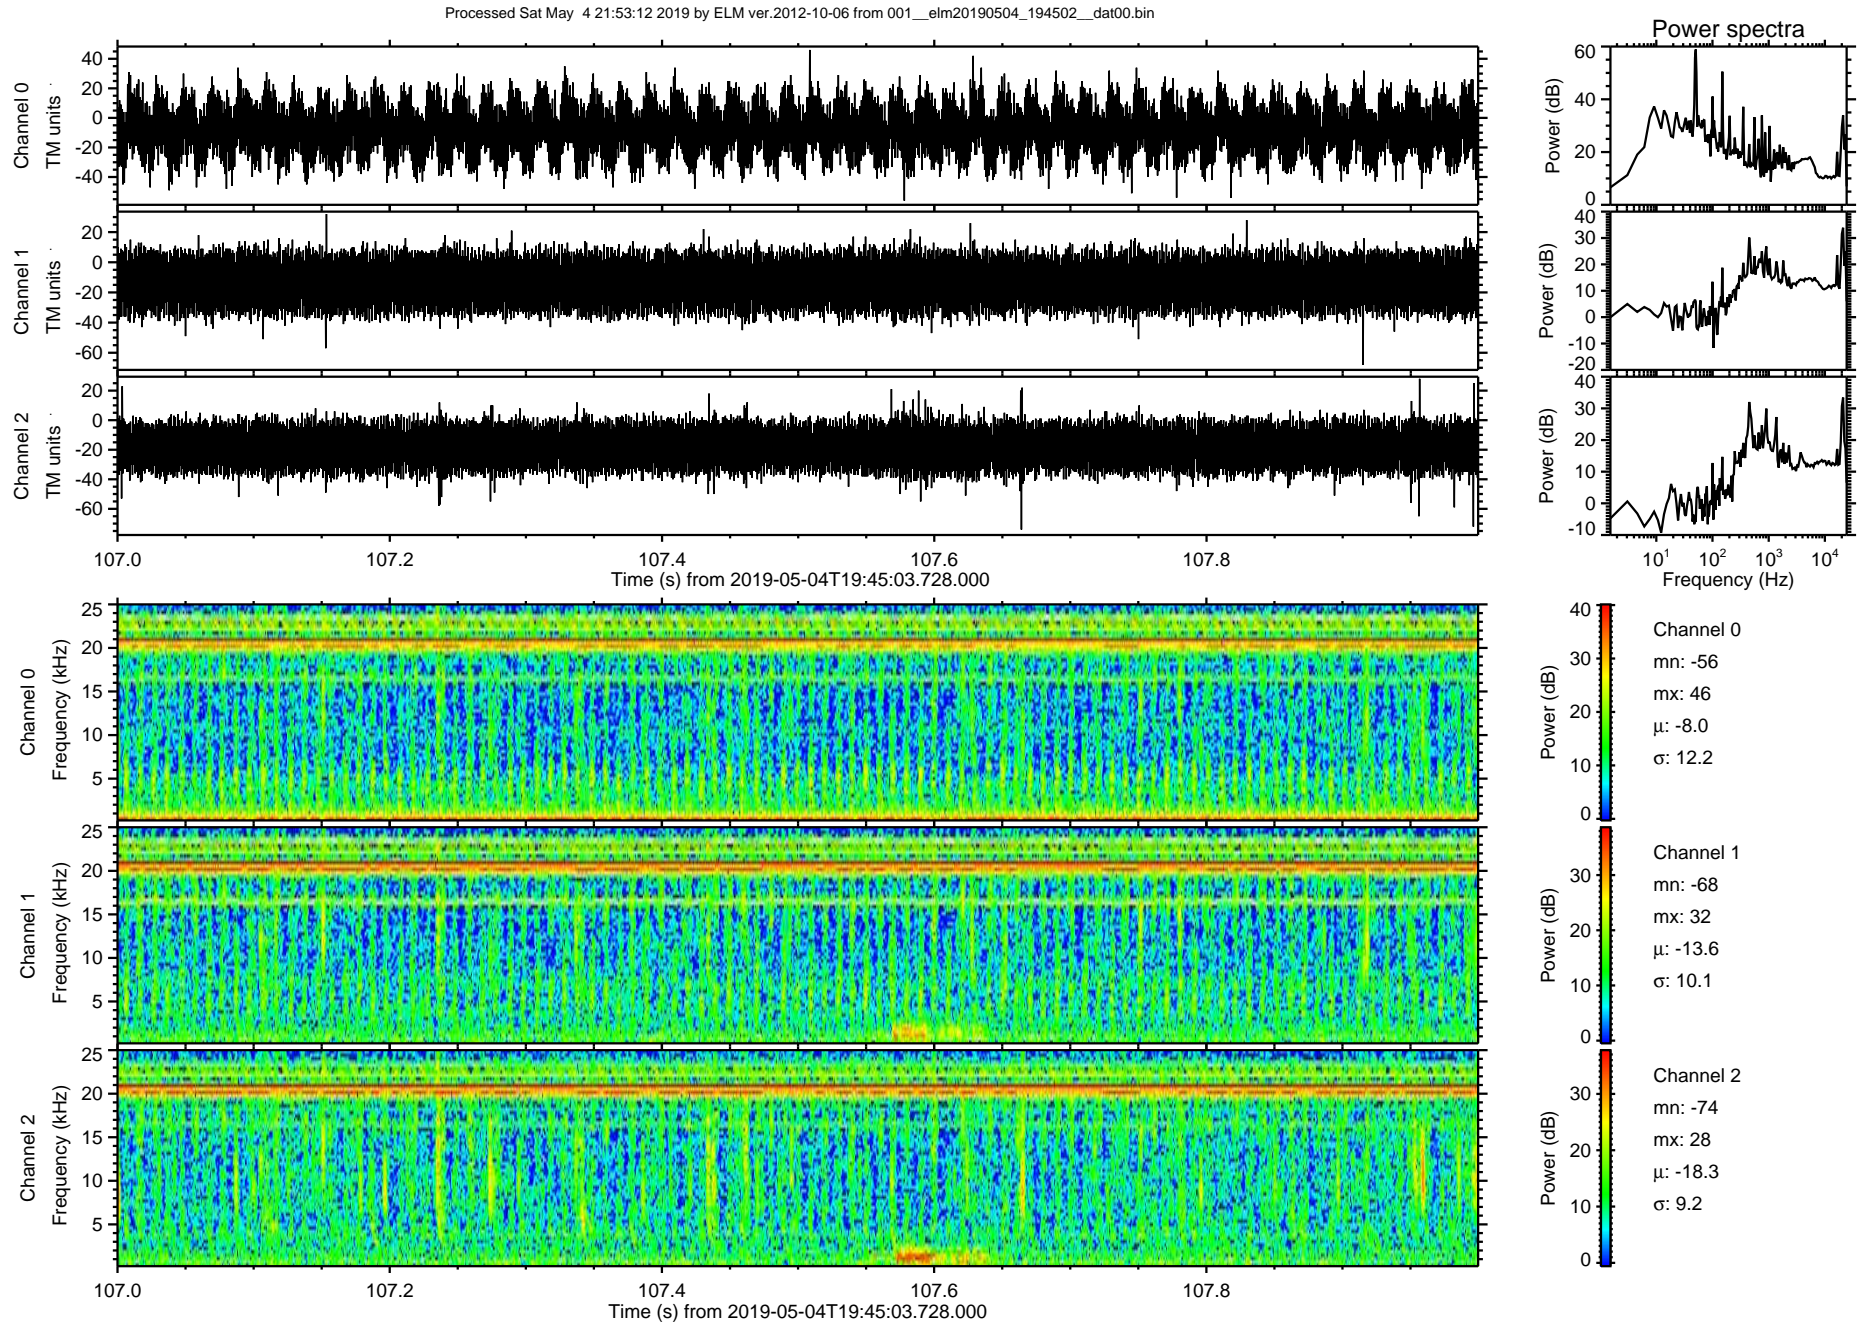 Processed Sat May  4 21:53:12 2019 by ELM ver.2012-10-06 from 001__elm20190504_194502__dat00.bin
Power spectra
Channel 0
TM units
40
20
0
-20
-40
Power (dB)
60
40
20
0
Channel 1
TM units
20
0
-20
-40
-60
Power (dB)
40
30
20
10
0
-10
-20
Channel 2
TM units
20
0
-20
-40
-60
Power (dB)
40
30
20
10
0
-10
107.0 107.2 107.4 107.6 107.8
Time (s) from 2019-05-04T19:45:03.728.000
10^1 10^2 10^3 10^4
Frequency (Hz)
Channel 0
Frequency (kHz)
25
20
15
10
5
Power (dB)
40
30
20
10
0
Channel 0
mn: -56
mx: 46
μ: -8.0
σ: 12.2
Channel 1
Frequency (kHz)
25
20
15
10
5
Power (dB)
30
20
10
0
Channel 1
mn: -68
mx: 32
μ: -13.6
σ: 10.1
Channel 2
Frequency (kHz)
25
20
15
10
5
Power (dB)
30
20
10
0
Channel 2
mn: -74
mx: 28
μ: -18.3
σ: 9.2
107.0 107.2 107.4 107.6 107.8
Time (s) from 2019-05-04T19:45:03.728.000